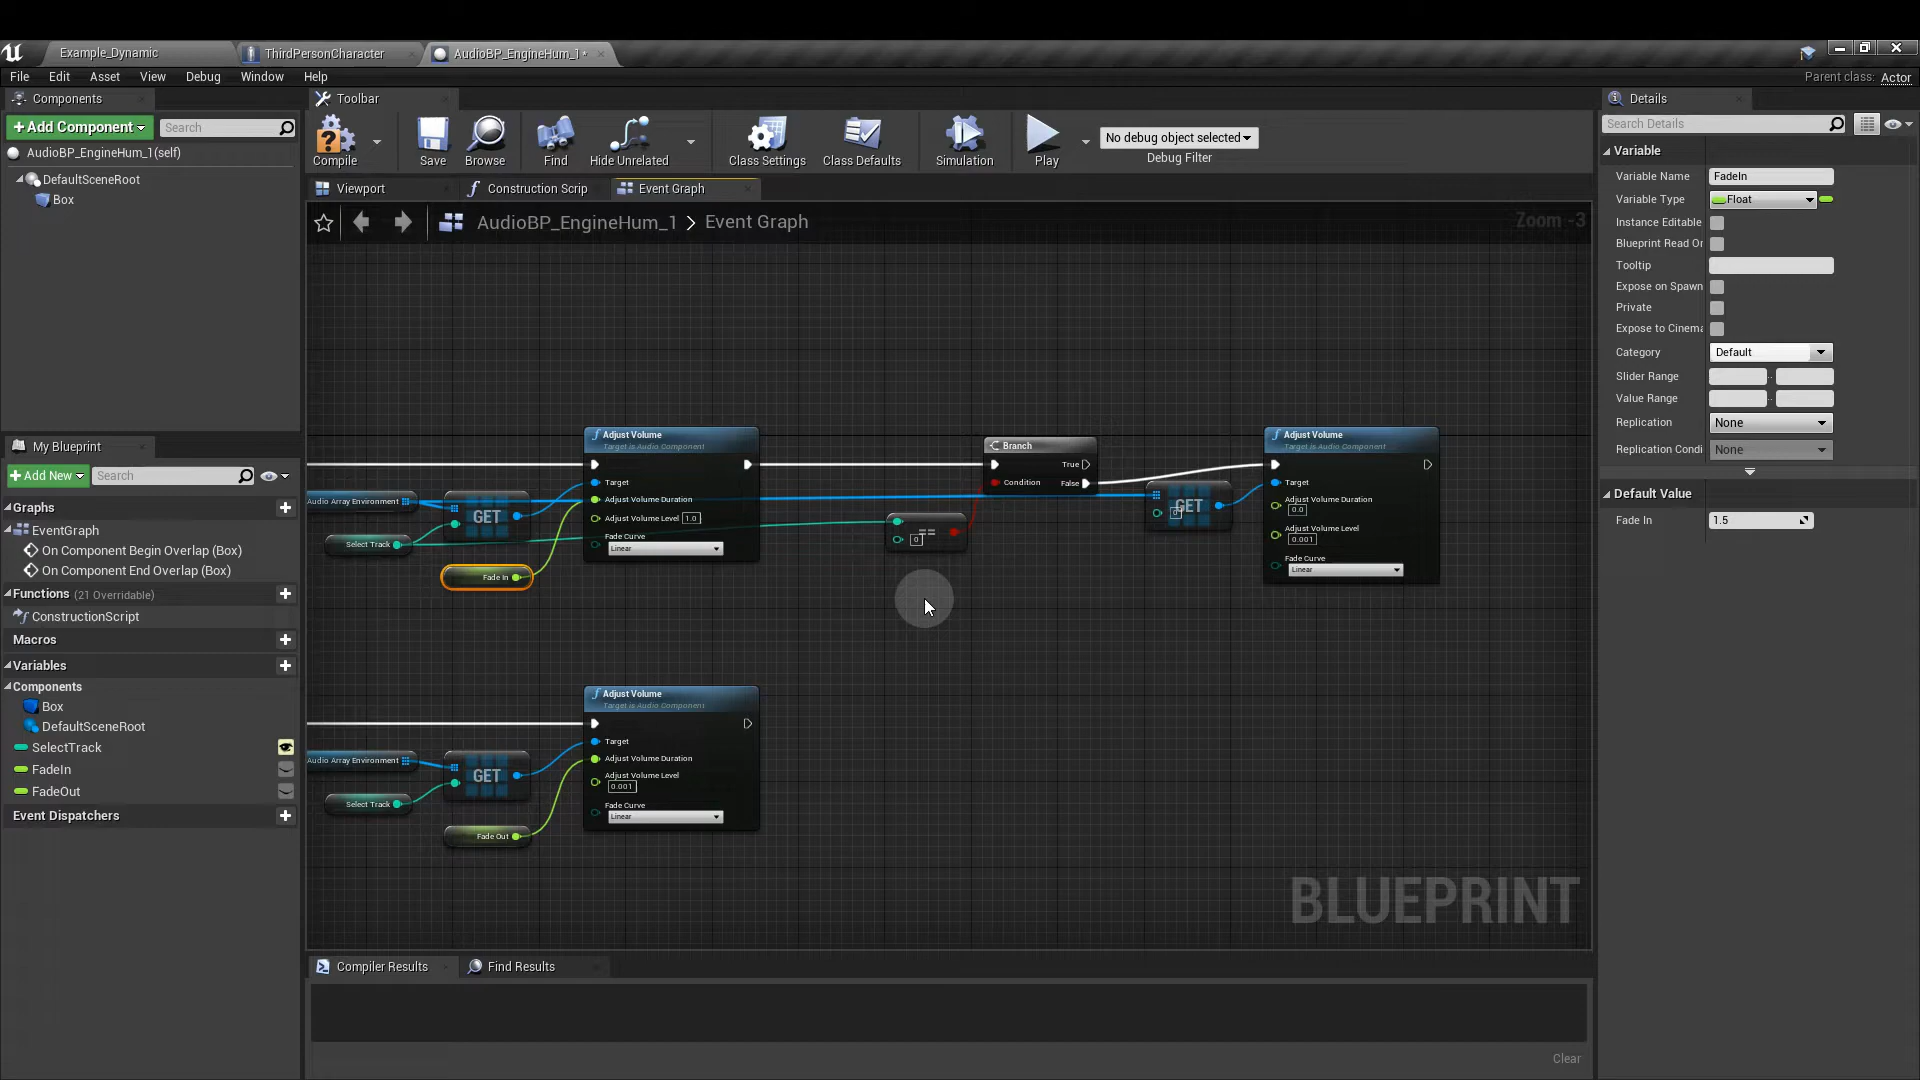 Example_Dynamic
ThirdPersonCharacter
AudioBP_EngineHum_1*
File Edit Asset View Debug Window Help
Parent class: Actor
Components
+Add Component
Search
AudioBP_EngineHum_1(self)
DefaultSceneRoot
Box
Toolbar
Compile
Save
Browse
Find
Hide Unrelated
Class Settings
Class Defaults
Simulation
Play
No debug object selected
Debug Filter
Viewport
Construction Scrip
Event Graph
AudioBP_EngineHum_1 > Event Graph
Zoom -3
My Blueprint
+Add New
Search
Graphs
EventGraph
On Component Begin Overlap (Box)
On Component End Overlap (Box)
Functions (21 Overridable)
ConstructionScript
Macros
Variables
Components
Box
DefaultSceneRoot
SelectTrack
FadeIn
FadeOut
Event Dispatchers
Audio Array Environment
GET
Select Track
Fade In
Adjust Volume
Target is Audio Component
Target
Adjust Volume Duration
Adjust Volume Level 1.0
Fade Curve
Linear
==
0
Branch
True
Condition
False
GET
0
Adjust Volume
Target is Audio Component
Target
Adjust Volume Duration
0.0
Adjust Volume Level
0.001
Fade Curve
Linear
Audio Array Environment
GET
Select Track
Fade Out
Adjust Volume
Target is Audio Component
Target
Adjust Volume Duration
Adjust Volume Level
0.001
Fade Curve
Linear
BLUEPRINT
Compiler Results
Find Results
Clear
Details
Search Details
Variable
Variable Name FadeIn
Variable Type Float
Instance Editable
Blueprint Read Or
Tooltip
Expose on Spawn
Private
Expose to Cinema
Category Default
Slider Range
Value Range
Replication None
Replication Condi None
Default Value
Fade In 1.5